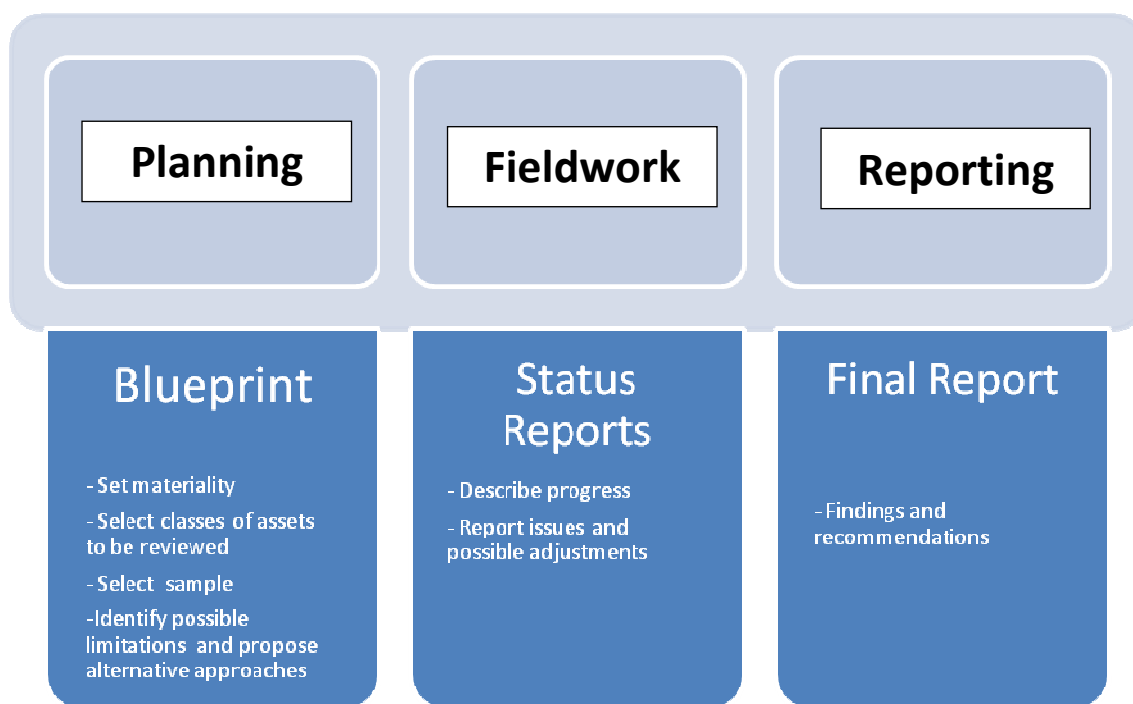 Planning
Fieldwork
Reporting
Blueprint
- Set materiality
- Select classes of assets
to be reviewed
- Select sample
-Identify possible
limitations and propose
alternative approaches
Status
Reports
- Describe progress
- Report issues and
possible adjustments
Final Report
- Findings and
recommendations